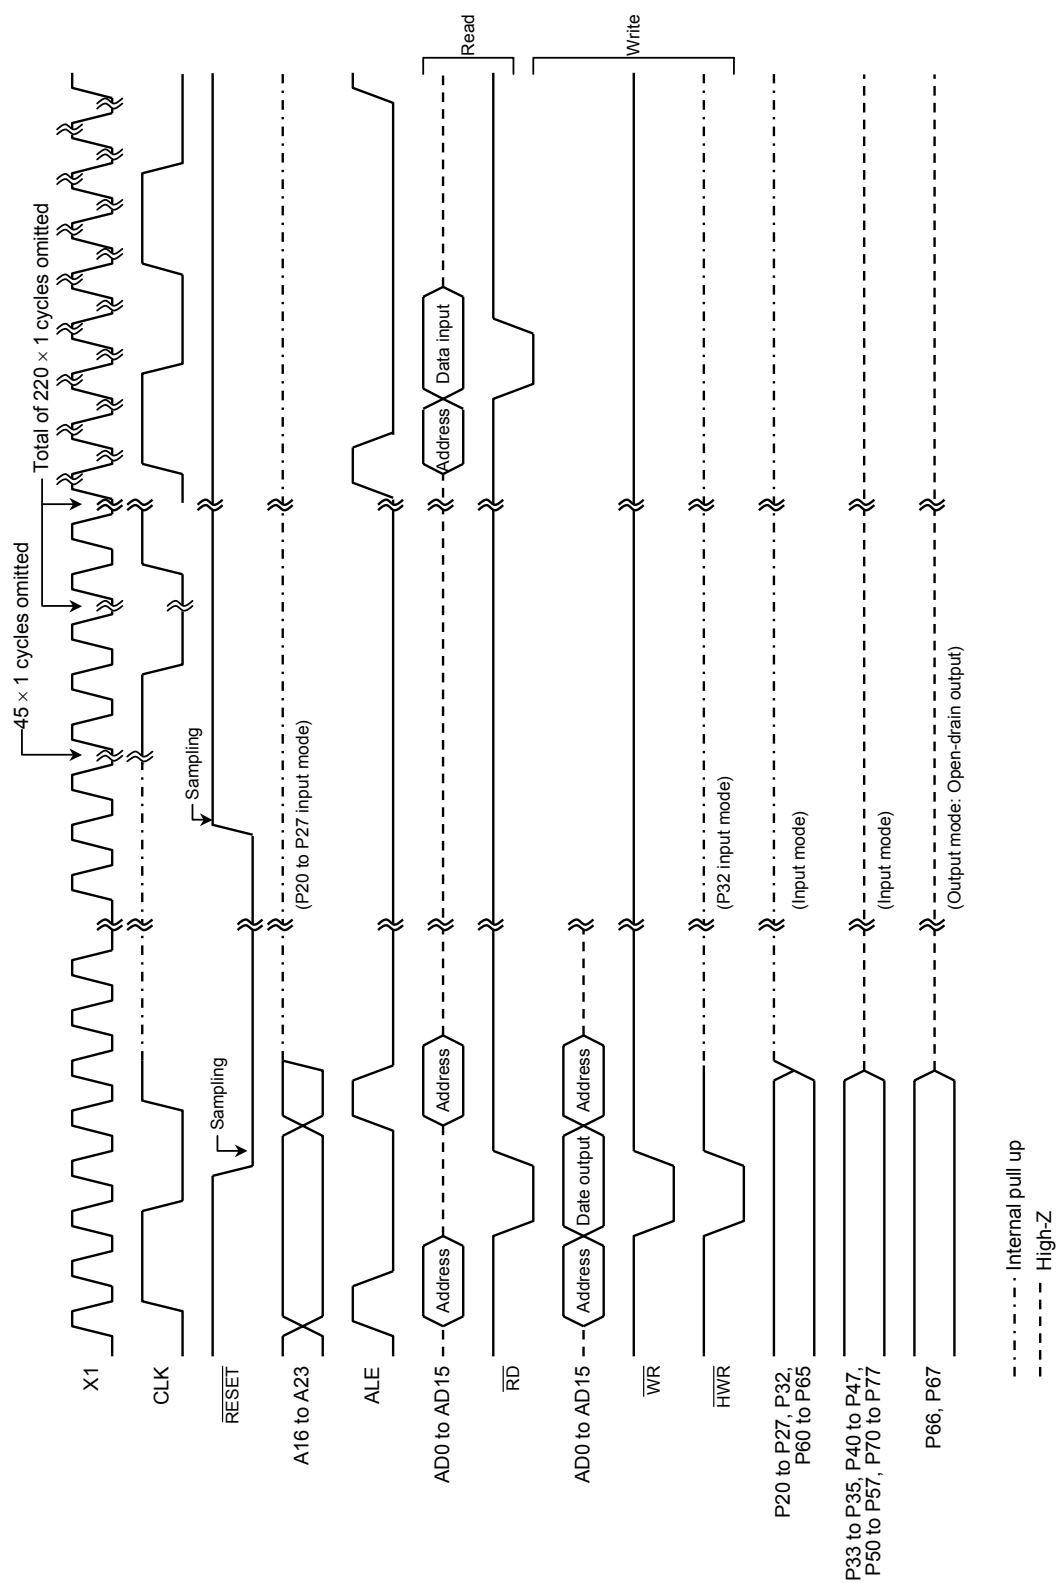 45 × 1 cycles omitted
Total of 220 × 1 cycles omitted
X1
CLK
RESET
Sampling
Sampling
A16 to A23
(P20 to P27 input mode)
ALE
AD0 to AD15
Address
Address
Address
Data input
Read
RD
AD0 to AD15
Address
Date output
Address
Write
WR
HWR
(P32 input mode)
P20 to P27, P32,
P60 to P65
(Input mode)
P33 to P35, P40 to P47,
P50 to P57, P70 to P77
(Input mode)
P66, P67
(Output mode: Open-drain output)
Internal pull up
High-Z